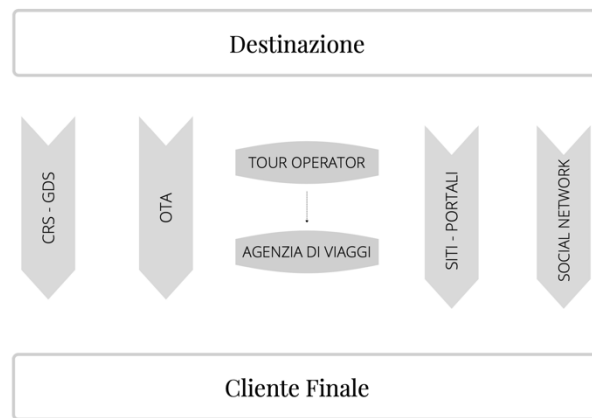 Destinazione
CRS - GDS
OTA
TOUR OPERATOR
AGENZIA DI VIAGGI
SITI - PORTALI
SOCIAL NETWORK
Cliente Finale